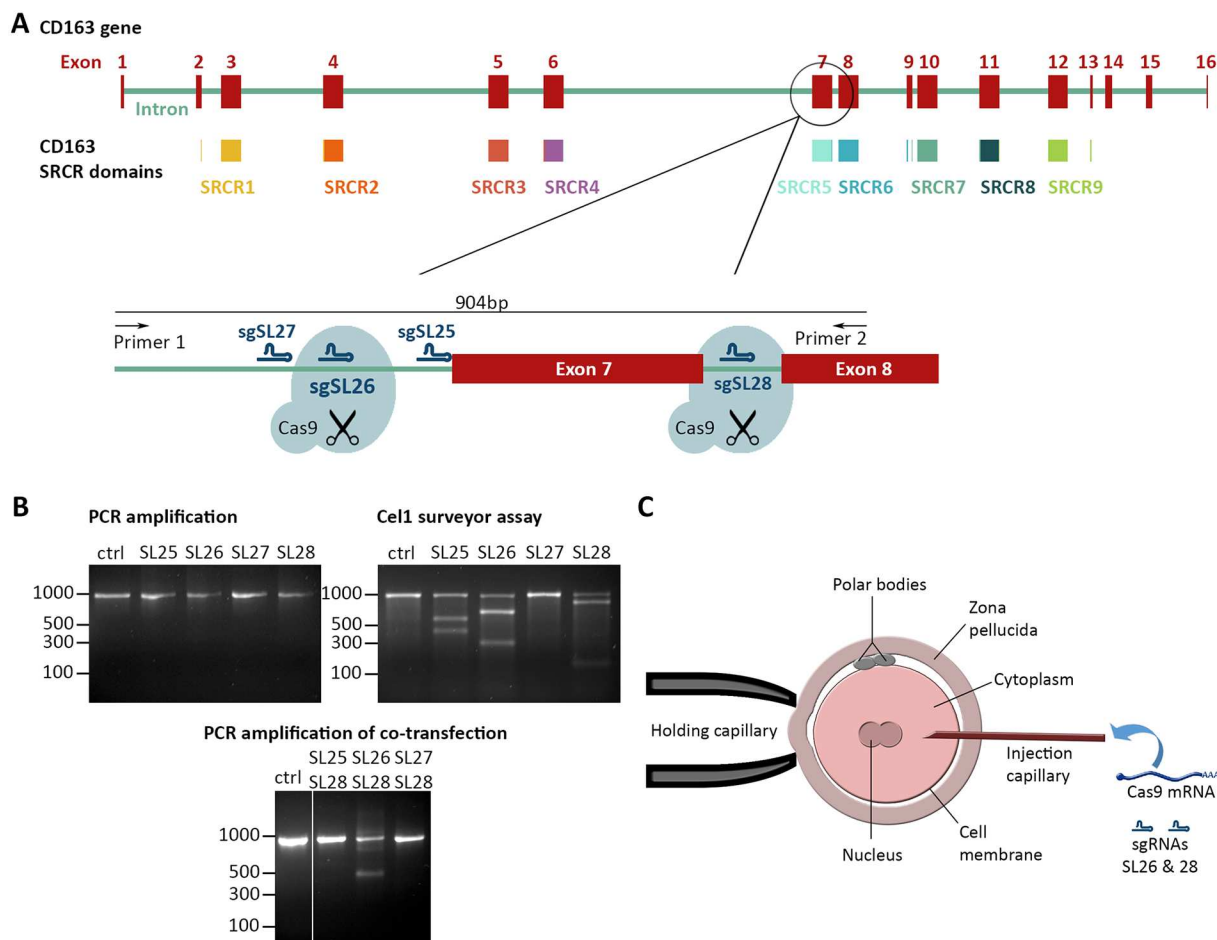 A CD163 gene
Exon 1 2 3 4 5 6 7 8 9 10 11 12 13 14 15 16
Intron
CD163
SRCR domains
SRCR1 SRCR2 SRCR3 SRCR4 SRCR5 SRCR6 SRCR7 SRCR8 SRCR9
904bp
Primer 1
sgSL27
sgSL25
Primer 2
sgSL26
Exon 7
sgSL28
Exon 8
Cas9
Cas9
B
PCR amplification
ctrl SL25 SL26 SL27 SL28
1000
500
300
100
Cel1 surveyor assay
ctrl SL25 SL26 SL27 SL28
1000
500
300
100
PCR amplification of co-transfection
SL25 SL26 SL27
ctrl SL28 SL28 SL28
1000
500
300
100
C
Polar bodies
Zona
pellucida
Cytoplasm
Holding capillary
Injection
capillary
Cas9 mRNA
AAA
Nucleus
Cell
membrane
sgRNAs
SL26 & 28